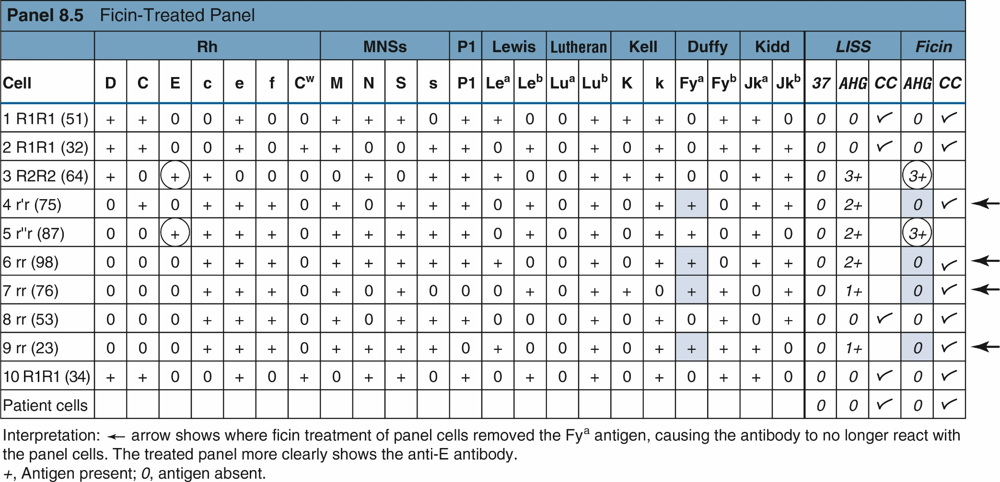 Panel 8.5 Ficin-Treated Panel
Rh MNSs P1 Lewis Lutheran Kell Duffy Kidd LISS Ficin
Cell D C E c e f Cʷ M N S s P1 Leᵃ Leᵇ Luᵃ Luᵇ K k Fyᵃ Fyᵇ Jkᵃ Jkᵇ 37 AHG CC AHG CC
1 R1R1 (51) + + 0 0 + 0 0 + + + 0 + + 0 0 + + + 0 + + 0 0 0 ✓ 0 ✓
2 R1R1 (32) + + 0 0 + 0 + + 0 0 + + 0 + 0 + 0 + 0 + + + 0 0 ✓ 0 ✓
3 R2R2 (64) + 0 + + 0 0 0 0 + 0 + + + 0 0 + + + 0 0 + + 0 3+ 3+
4 r'r (75) 0 + 0 + + + 0 + 0 + + + 0 + 0 + 0 + + 0 + + 0 2+ 0 ✓
5 r"r (87) 0 0 + + + + 0 + + + + + 0 + 0 + 0 + + 0 + 0 0 2+ 3+
6 rr (98) 0 0 0 + + + 0 + + + + + + 0 0 + 0 + + 0 + + 0 2+ 0 ✓
7 rr (76) 0 0 0 + + + 0 + 0 + 0 0 0 + 0 + + 0 + + 0 + 0 1+ 0 ✓
8 rr (53) 0 0 0 + + + 0 + 0 + + + 0 0 0 + 0 + 0 + 0 + 0 0 ✓ 0 ✓
9 rr (23) 0 0 0 + + + 0 + + + + 0 + 0 0 + 0 + + + + 0 0 1+ 0 ✓
10 R1R1 (34) + + 0 0 + 0 + 0 + + 0 + 0 + 0 + 0 + 0 + + 0 0 0 ✓ 0 ✓
Patient cells 0 0 ✓ 0 ✓
Interpretation: ← arrow shows where ficin treatment of panel cells removed the Fyᵃ antigen, causing the antibody to no longer react with
the panel cells. The treated panel more clearly shows the anti-E antibody.
+, Antigen present; 0, antigen absent.